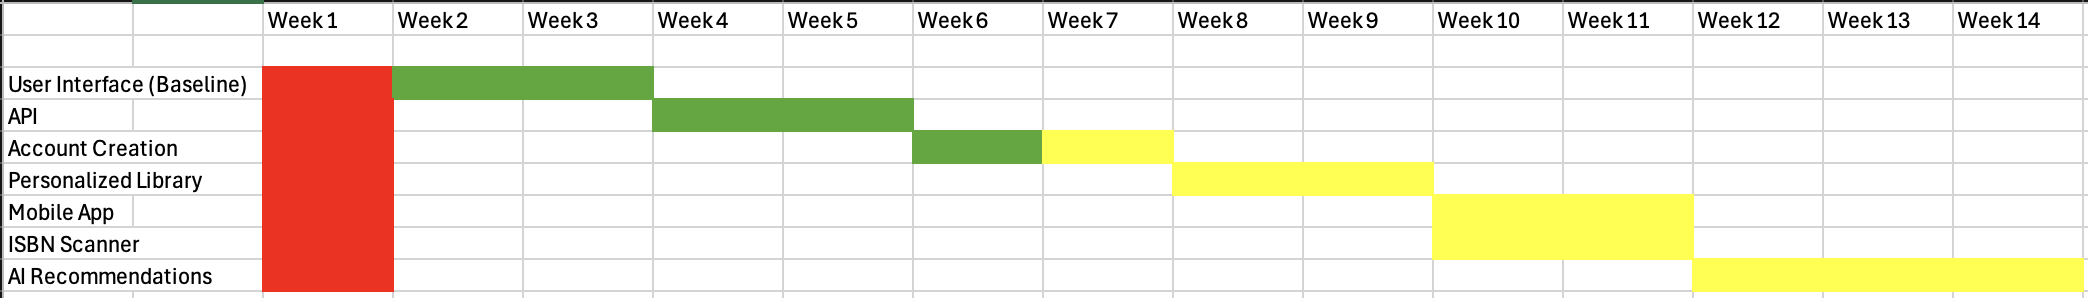 Week 1 Week 2 Week 3 Week 4 Week 5 Week 6 Week 7 Week 8 Week 9 Week 10 Week 11 Week 12 Week 13 Week 14
User Interface (Baseline)
API
Account Creation
Personalized Library
Mobile App
ISBN Scanner
AI Recommendations